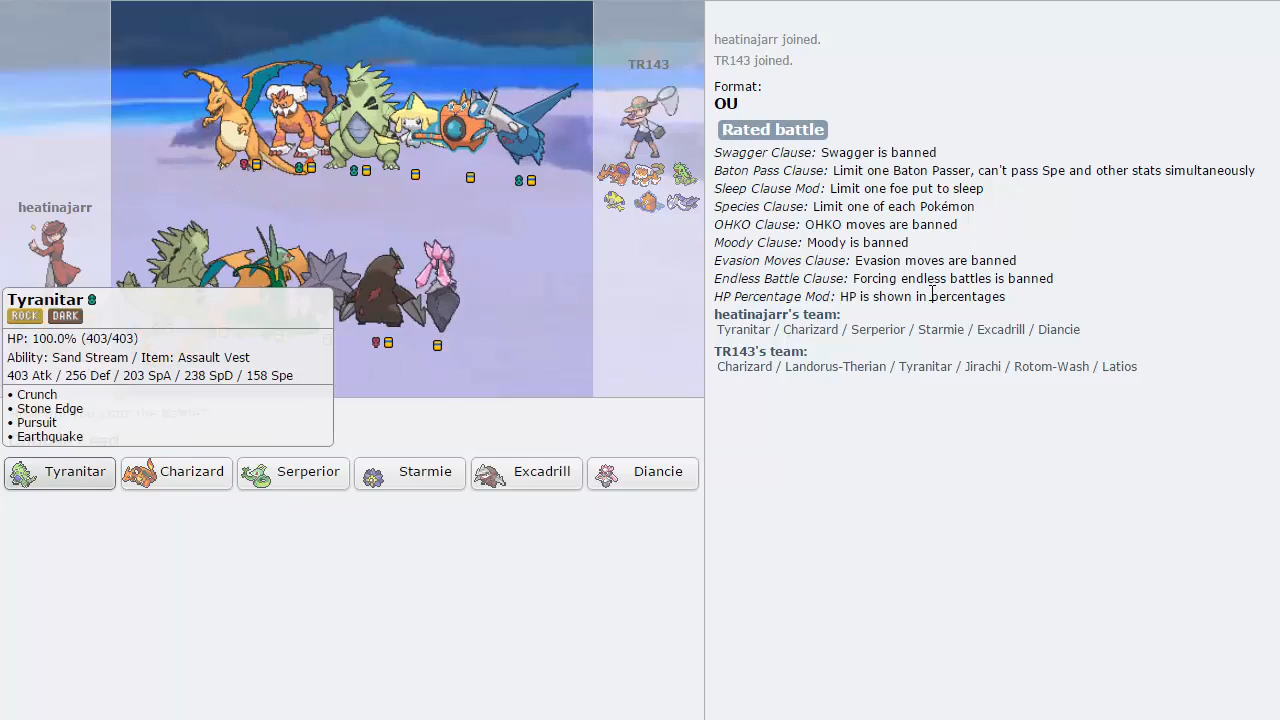 heatinajarr joined.
TR143 joined.
Format:
OU
Rated battle
Swagger Clause: Swagger is banned
Baton Pass Clause: Limit one Baton Passer, can't pass Spe and other stats simultaneously
Sleep Clause Mod: Limit one foe put to sleep
Species Clause: Limit one of each Pokémon
OHKO Clause: OHKO moves are banned
Moody Clause: Moody is banned
Evasion Moves Clause: Evasion moves are banned
Endless Battle Clause: Forcing endless battles is banned
HP Percentage Mod: HP is shown in percentages
heatinajarr's team:
Tyranitar / Charizard / Serperior / Starmie / Excadrill / Diancie
TR143's team:
Charizard / Landorus-Therian / Tyranitar / Jirachi / Rotom-Wash / Latios
TR143
heatinajarr
Tyranitar
ROCK DARK
HP: 100.0% (403/403)
Ability: Sand Stream / Item: Assault Vest
403 Atk / 256 Def / 203 SpA / 238 SpD / 158 Spe
• Crunch
• Stone Edge
• Pursuit
• Earthquake
Tyranitar Charizard Serperior Starmie Excadrill Diancie